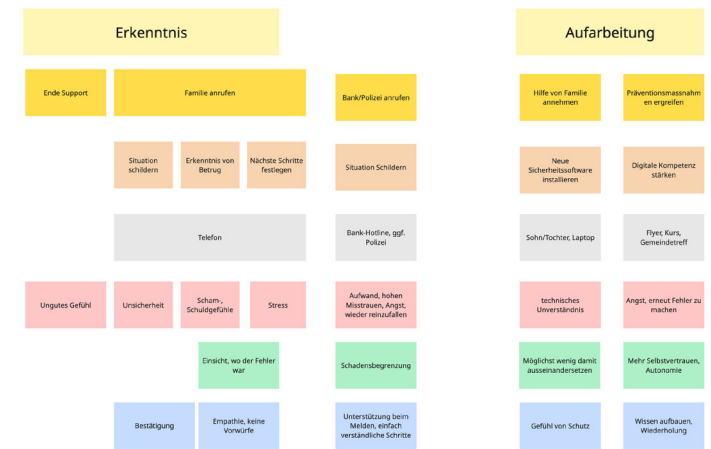 Erkenntnis
Aufarbeitung
Ende Support
Familie anrufen
Bank/Polizei anrufen
Hilfe von Familie
annehmen
Präventionsmassnahm
en ergreifen
Situation
schildern
Erkenntnis von
Betrug
Nächste Schritte
festlegen
Situation Schildern
Neue
Sicherheitssoftware
installieren
Digitale Kompetenz
stärken
Telefon
Bank-Hotline, ggf.
Polizei
Sohn/Tochter, Laptop
Flyer, Kurs,
Gemeindetreff
Ungutes Gefühl
Unsicherheit
Scham-,
Schuldgefühle
Stress
Aufwand, hohen
Misstrauen, Angst,
wieder reinzufallen
technisches
Unverständnis
Angst, erneut Fehler zu
machen
Einsicht, wo der Fehler
war
Schadensbegrenzung
Möglichst wenig damit
ausseinandersetzen
Mehr Selbstvertrauen,
Autonomie
Bestätigung
Empathie, keine
Vorwürfe
Unterstützung beim
Melden, einfach
verständliche Schritte
Gefühl von Schutz
Wissen aufbauen,
Wiederholung